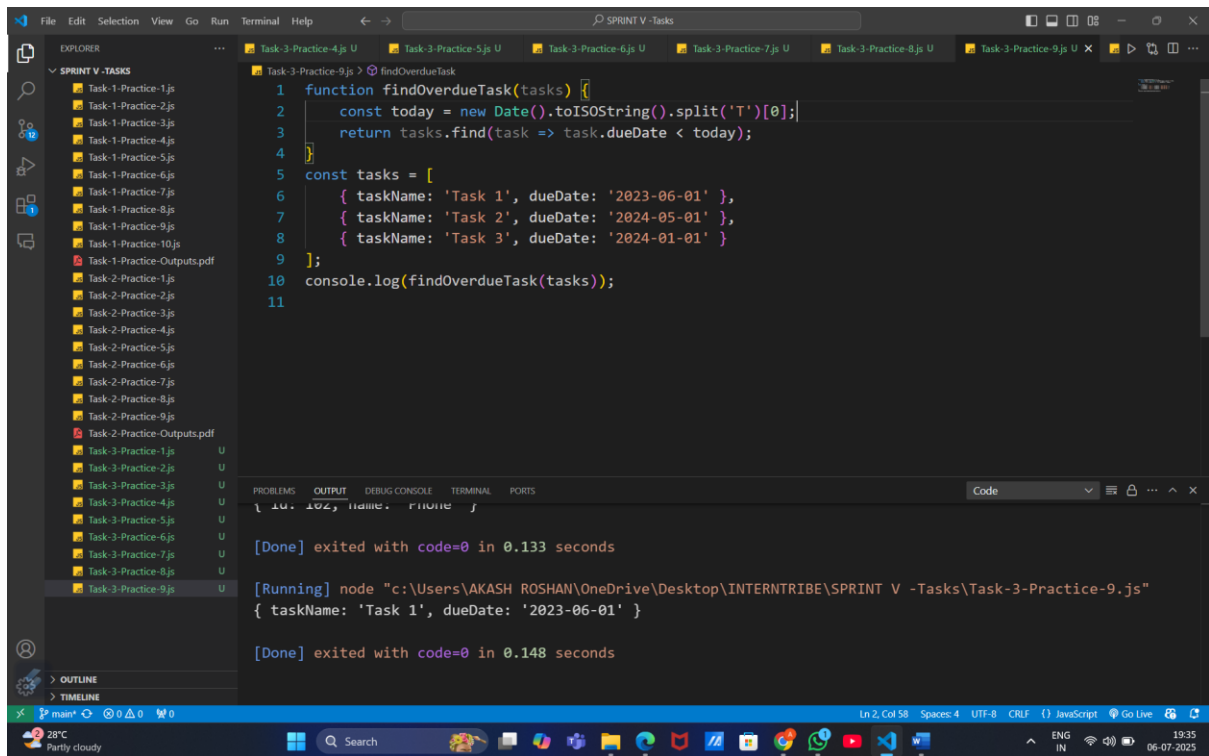 File Edit Selection View Go Run Terminal Help
SPRINT V -Tasks
EXPLORER
SPRINT V -TASKS
Task-1-Practice-1.js
Task-1-Practice-2.js
Task-1-Practice-3.js
Task-1-Practice-4.js
Task-1-Practice-5.js
Task-1-Practice-6.js
Task-1-Practice-7.js
Task-1-Practice-8.js
Task-1-Practice-9.js
Task-1-Practice-10.js
Task-1-Practice-Outputs.pdf
Task-2-Practice-1.js
Task-2-Practice-2.js
Task-2-Practice-3.js
Task-2-Practice-4.js
Task-2-Practice-5.js
Task-2-Practice-6.js
Task-2-Practice-7.js
Task-2-Practice-8.js
Task-2-Practice-9.js
Task-2-Practice-Outputs.pdf
Task-3-Practice-1.js U
Task-3-Practice-2.js U
Task-3-Practice-3.js U
Task-3-Practice-4.js U
Task-3-Practice-5.js U
Task-3-Practice-6.js U
Task-3-Practice-7.js U
Task-3-Practice-8.js U
Task-3-Practice-9.js U
OUTLINE
TIMELINE
12
1
Task-3-Practice-4.js U Task-3-Practice-5.js U Task-3-Practice-6.js U Task-3-Practice-7.js U Task-3-Practice-8.js U Task-3-Practice-9.js U
Task-3-Practice-9.js > findOverdueTask
1 function findOverdueTask(tasks) {
2 const today = new Date().toISOString().split('T')[0];
3 return tasks.find(task => task.dueDate < today);
4 }
5 const tasks = [
6 { taskName: 'Task 1', dueDate: '2023-06-01' },
7 { taskName: 'Task 2', dueDate: '2024-05-01' },
8 { taskName: 'Task 3', dueDate: '2024-01-01' }
9 ];
10 console.log(findOverdueTask(tasks));
11
PROBLEMS OUTPUT DEBUG CONSOLE TERMINAL PORTS
Code
{ id: 102, name: 'Phone' }
[Done] exited with code=0 in 0.133 seconds
[Running] node "c:\Users\AKASH ROSHAN\OneDrive\Desktop\INTERNTRIBE\SPRINT V -Tasks\Task-3-Practice-9.js"
{ taskName: 'Task 1', dueDate: '2023-06-01' }
[Done] exited with code=0 in 0.148 seconds
main* 0 0 0
Ln 2, Col 58 Spaces: 4 UTF-8 CRLF {} JavaScript Go Live
2
28°C
Partly cloudy
Search
ENG
IN
19:35
06-07-2025